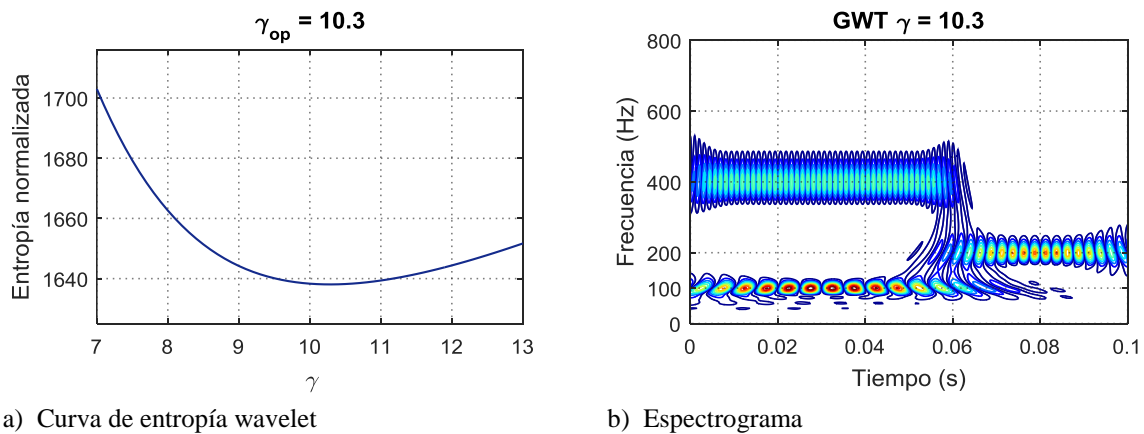 γop = 10.3
Entropía normalizada
1700
1680
1660
1640
7 8 9 10 11 12 13
γ
a) Curva de entropía wavelet
GWT γ = 10.3
Frecuencia (Hz)
800
600
400
200
100
0
0 0.02 0.04 0.06 0.08 0.1
Tiempo (s)
b) Espectrograma